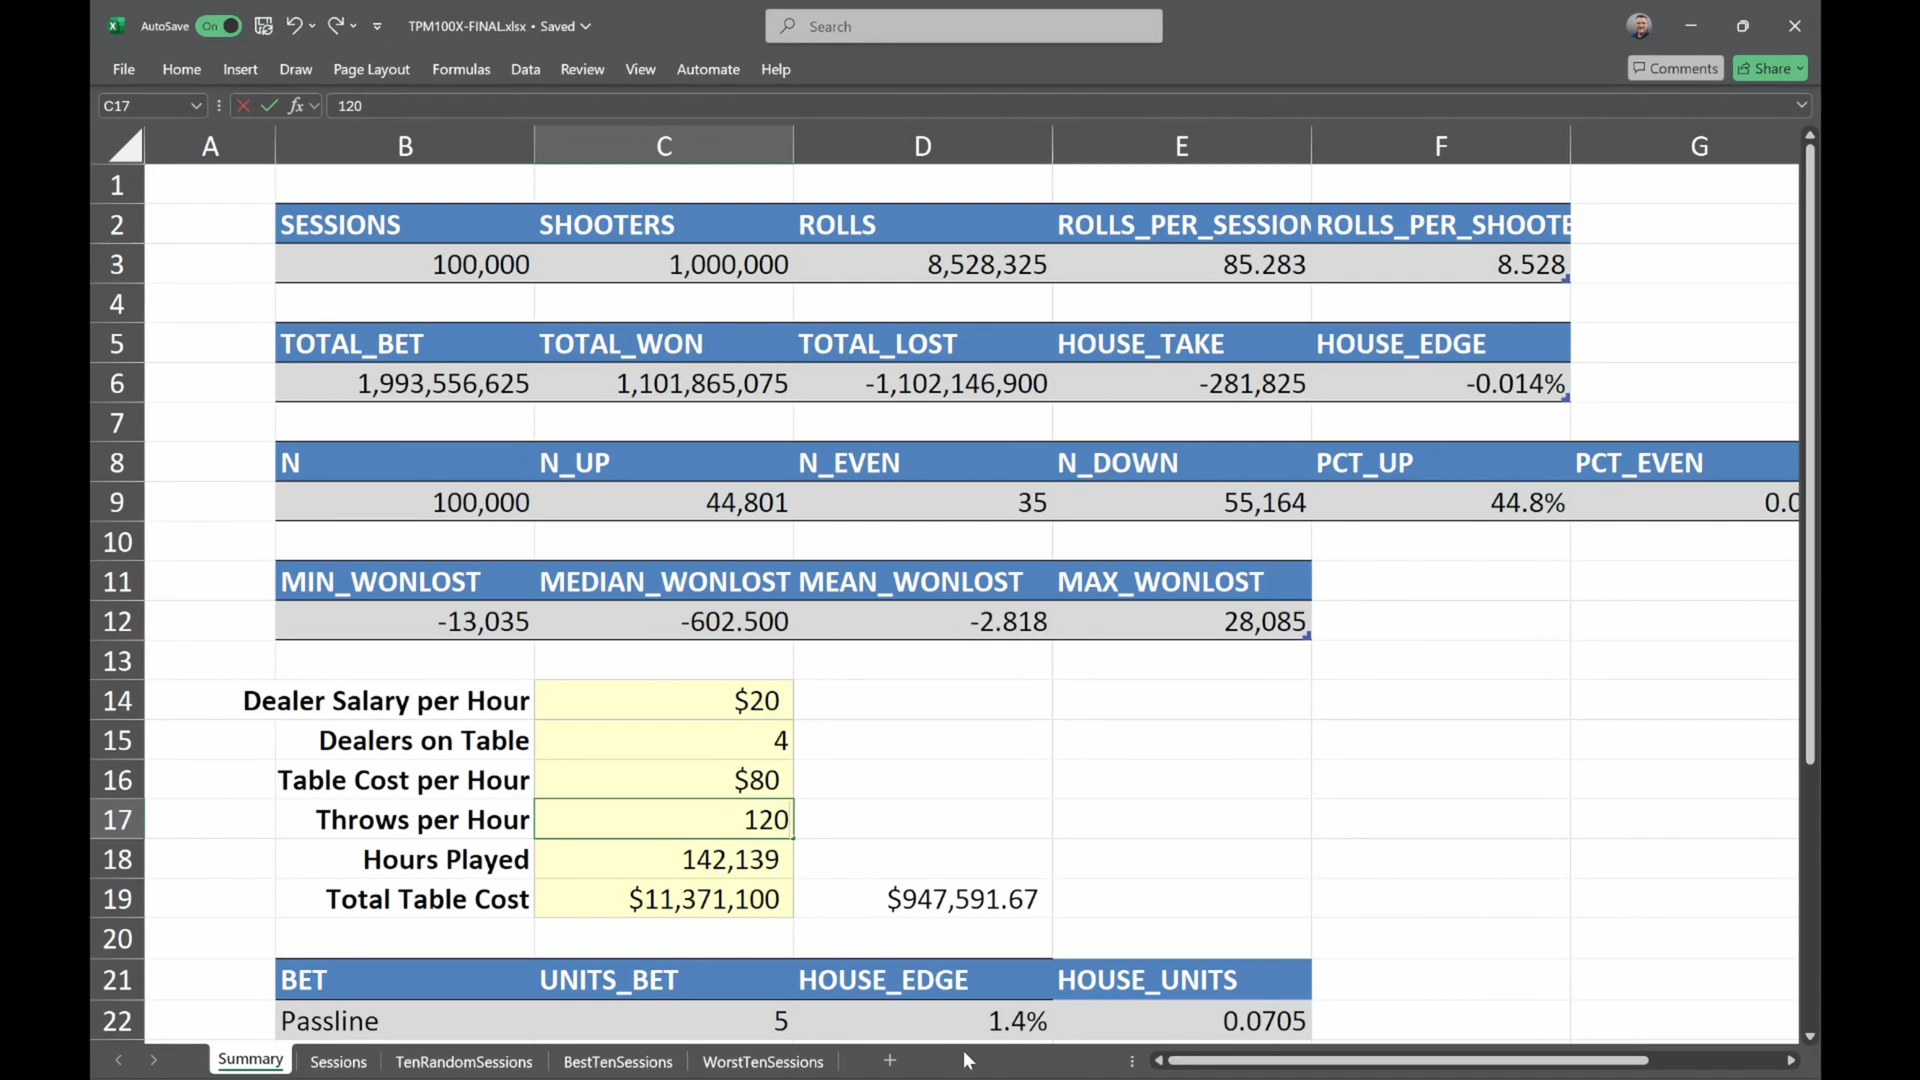 AutoSave On TPM100X-FINAL.xlsx • Saved Search
File Home Insert Draw Page Layout Formulas Data Review View Automate Help Comments Share
C17 fx 120
A B C D E F G
1
2 SESSIONS SHOOTERS ROLLS ROLLS_PER_SESSION ROLLS_PER_SHOOTE
3 100,000 1,000,000 8,528,325 85.283 8.528
4
5 TOTAL_BET TOTAL_WON TOTAL_LOST HOUSE_TAKE HOUSE_EDGE
6 1,993,556,625 1,101,865,075 -1,102,146,900 -281,825 -0.014%
7
8 N N_UP N_EVEN N_DOWN PCT_UP PCT_EVEN
9 100,000 44,801 35 55,164 44.8% 0.0
10
11 MIN_WONLOST MEDIAN_WONLOST MEAN_WONLOST MAX_WONLOST
12 -13,035 -602.500 -2.818 28,085
13
14 Dealer Salary per Hour $20
15 Dealers on Table 4
16 Table Cost per Hour $80
17 Throws per Hour 120
18 Hours Played 142,139
19 Total Table Cost $11,371,100 $947,591.67
20
21 BET UNITS_BET HOUSE_EDGE HOUSE_UNITS
22 Passline 5 1.4% 0.0705
Summary Sessions TenRandomSessions BestTenSessions WorstTenSessions